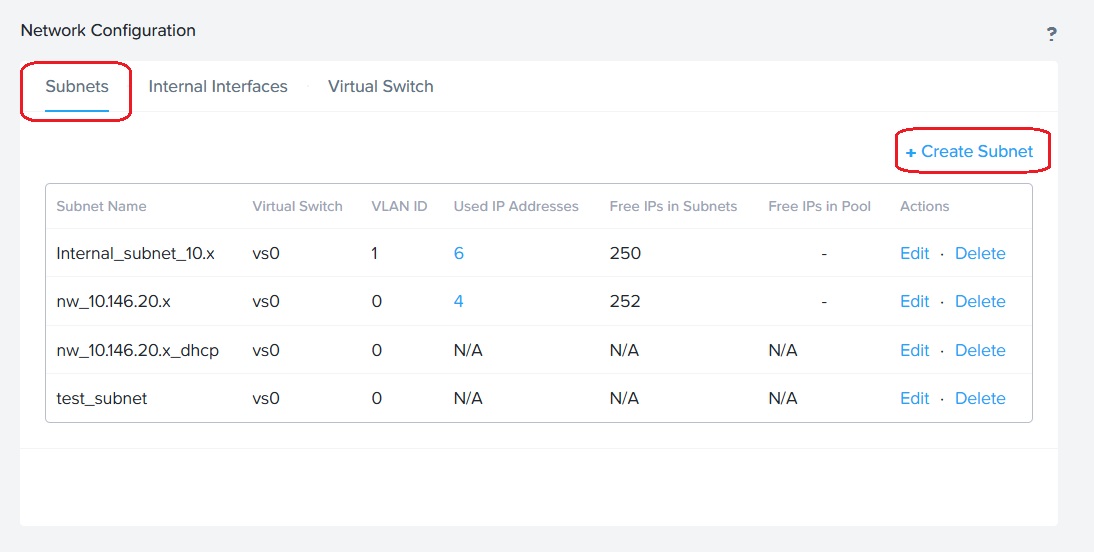 Network Configuration
?
Subnets Internal Interfaces Virtual Switch
+ Create Subnet
Subnet Name Virtual Switch VLAN ID Used IP Addresses Free IPs in Subnets Free IPs in Pool Actions
Internal_subnet_10.x vs0 1 6 250 - Edit · Delete
nw_10.146.20.x vs0 0 4 252 - Edit · Delete
nw_10.146.20.x_dhcp vs0 0 N/A N/A N/A Edit · Delete
test_subnet vs0 0 N/A N/A N/A Edit · Delete